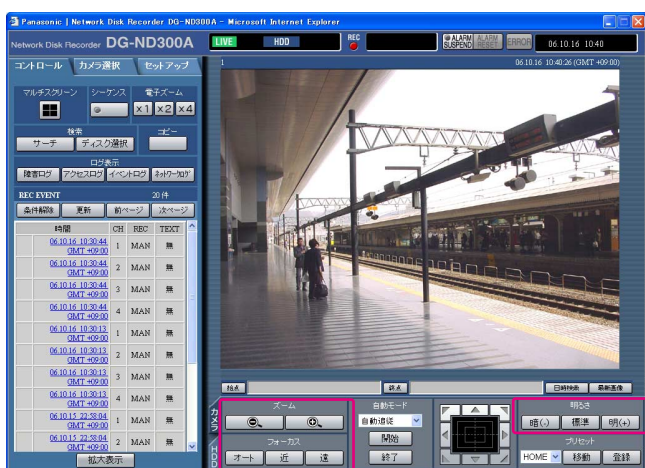 Panasonic | Network Disk Recorder DG-ND300A - Microsoft Internet Explorer
Network Disk Recorder DG-ND300A
LIVE HDD REC ALARM SUSPEND ALARM RESET ERROR 06.10.16 10:40
コントロール カメラ選択 セットアップ
1 06.10.16 10:40:26 (GMT +09:00)
マルチスクリーン シーケンス 電子ズーム
x1 x2 x4
検索 コピー
サーチ ディスク選択
ログ表示
障害ログ アクセスログ イベントログ ネットワークログ
REC EVENT 20件
条件解除 更新 前ページ 次ページ
時間 CH REC TEXT
06.10.16 10:30:44 GMT +09:00 1 MAN 無
06.10.16 10:30:44 GMT +09:00 2 MAN 無
06.10.16 10:30:44 GMT +09:00 3 MAN 無
06.10.16 10:30:44 GMT +09:00 4 MAN 無
06.10.16 10:30:13 GMT +09:00 1 MAN 無
06.10.16 10:30:13 GMT +09:00 2 MAN 無
06.10.16 10:30:13 GMT +09:00 3 MAN 無
06.10.16 10:30:13 GMT +09:00 4 MAN 無
06.10.15 22:58:04 GMT +09:00 1 MAN 無
06.10.15 22:58:04 GMT +09:00 2 MAN 無
拡大表示
始点 終点 日時検索 最新画像
カメラ
HDD
ズーム
フォーカス
オート 近 遠
自動モード
自動追従
開始
終了
明るさ
暗(-) 標準 明(+)
プリセット
HOME 移動 登録